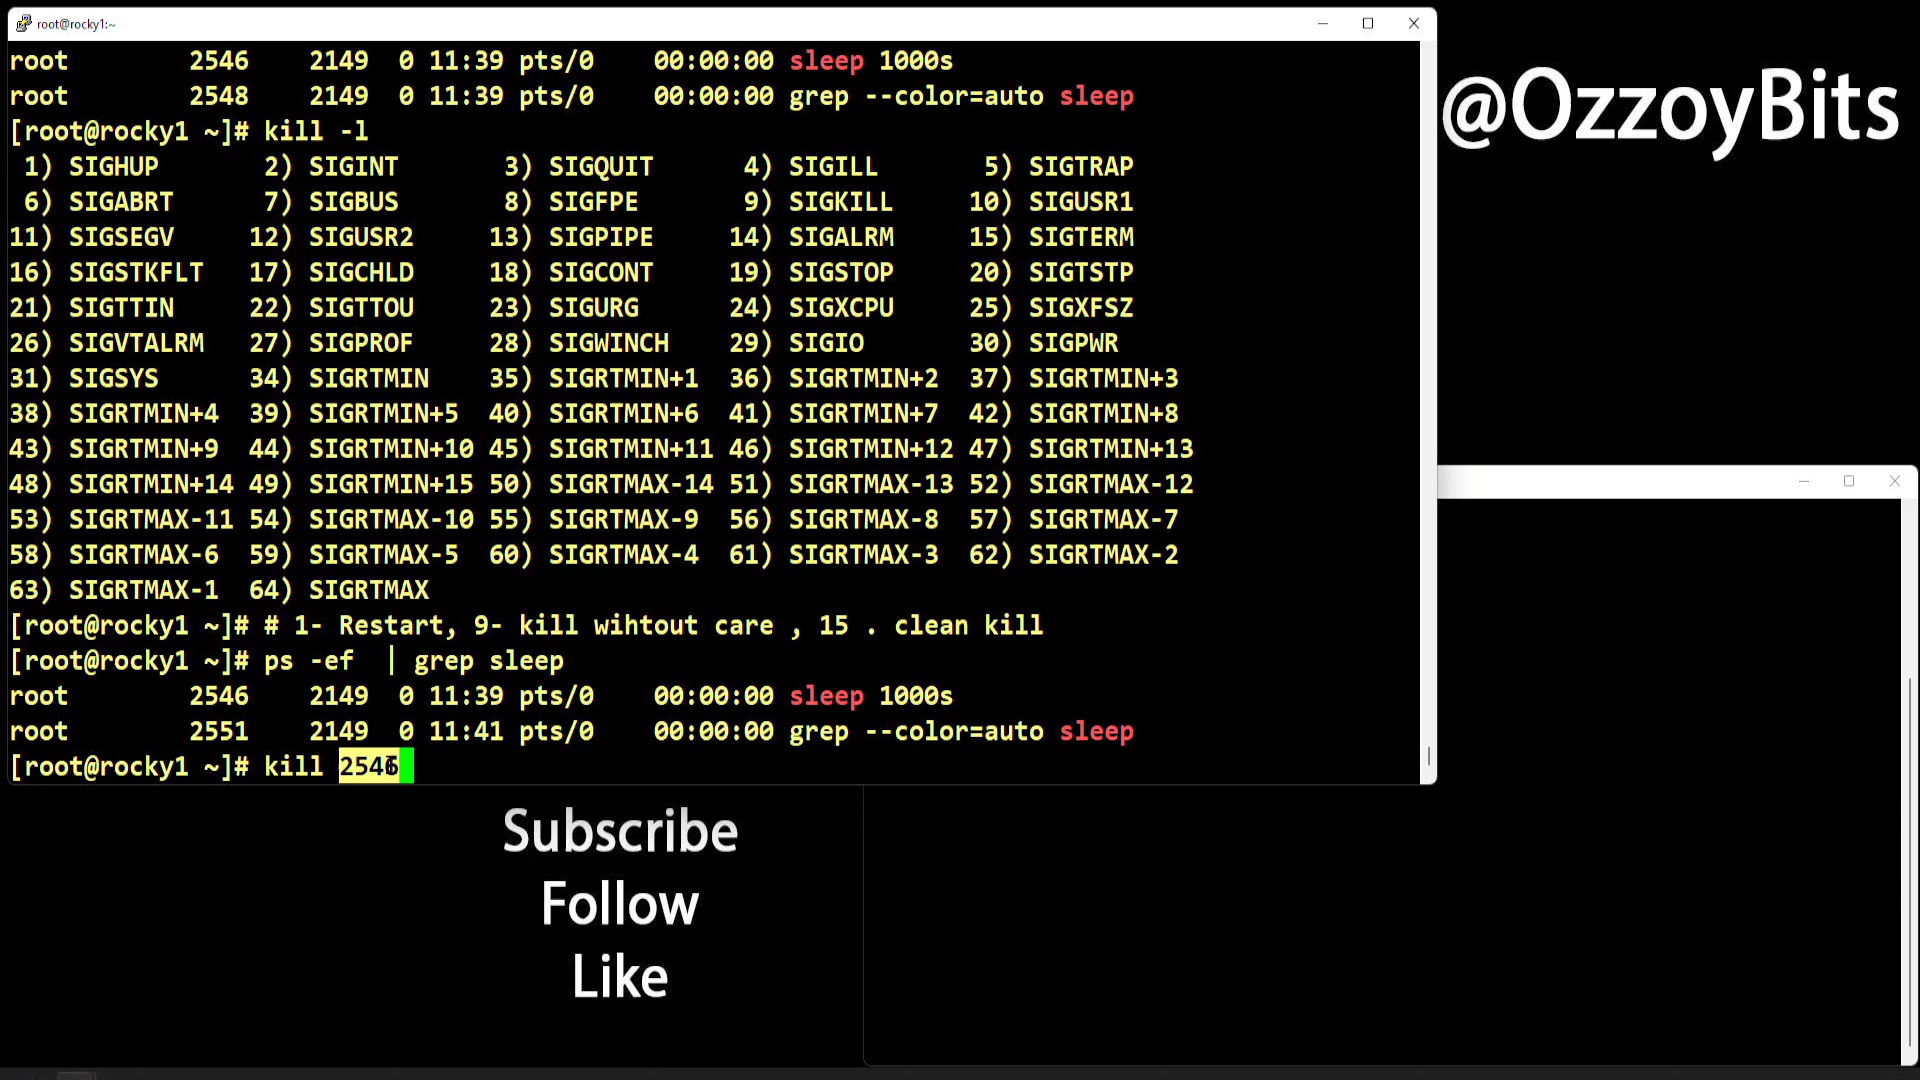 root@rocky1:~
root 2546 2149 0 11:39 pts/0 00:00:00 sleep 1000s
root 2548 2149 0 11:39 pts/0 00:00:00 grep --color=auto sleep
[root@rocky1 ~]# kill -l
1) SIGHUP 2) SIGINT 3) SIGQUIT 4) SIGILL 5) SIGTRAP
6) SIGABRT 7) SIGBUS 8) SIGFPE 9) SIGKILL 10) SIGUSR1
11) SIGSEGV 12) SIGUSR2 13) SIGPIPE 14) SIGALRM 15) SIGTERM
16) SIGSTKFLT 17) SIGCHLD 18) SIGCONT 19) SIGSTOP 20) SIGTSTP
21) SIGTTIN 22) SIGTTOU 23) SIGURG 24) SIGXCPU 25) SIGXFSZ
26) SIGVTALRM 27) SIGPROF 28) SIGWINCH 29) SIGIO 30) SIGPWR
31) SIGSYS 34) SIGRTMIN 35) SIGRTMIN+1 36) SIGRTMIN+2 37) SIGRTMIN+3
38) SIGRTMIN+4 39) SIGRTMIN+5 40) SIGRTMIN+6 41) SIGRTMIN+7 42) SIGRTMIN+8
43) SIGRTMIN+9 44) SIGRTMIN+10 45) SIGRTMIN+11 46) SIGRTMIN+12 47) SIGRTMIN+13
48) SIGRTMIN+14 49) SIGRTMIN+15 50) SIGRTMAX-14 51) SIGRTMAX-13 52) SIGRTMAX-12
53) SIGRTMAX-11 54) SIGRTMAX-10 55) SIGRTMAX-9 56) SIGRTMAX-8 57) SIGRTMAX-7
58) SIGRTMAX-6 59) SIGRTMAX-5 60) SIGRTMAX-4 61) SIGRTMAX-3 62) SIGRTMAX-2
63) SIGRTMAX-1 64) SIGRTMAX
[root@rocky1 ~]# # 1- Restart, 9- kill wihtout care , 15 . clean kill
[root@rocky1 ~]# ps -ef | grep sleep
root 2546 2149 0 11:39 pts/0 00:00:00 sleep 1000s
root 2551 2149 0 11:41 pts/0 00:00:00 grep --color=auto sleep
[root@rocky1 ~]# kill 2546
@OzzoyBits
Subscribe
Follow
Like